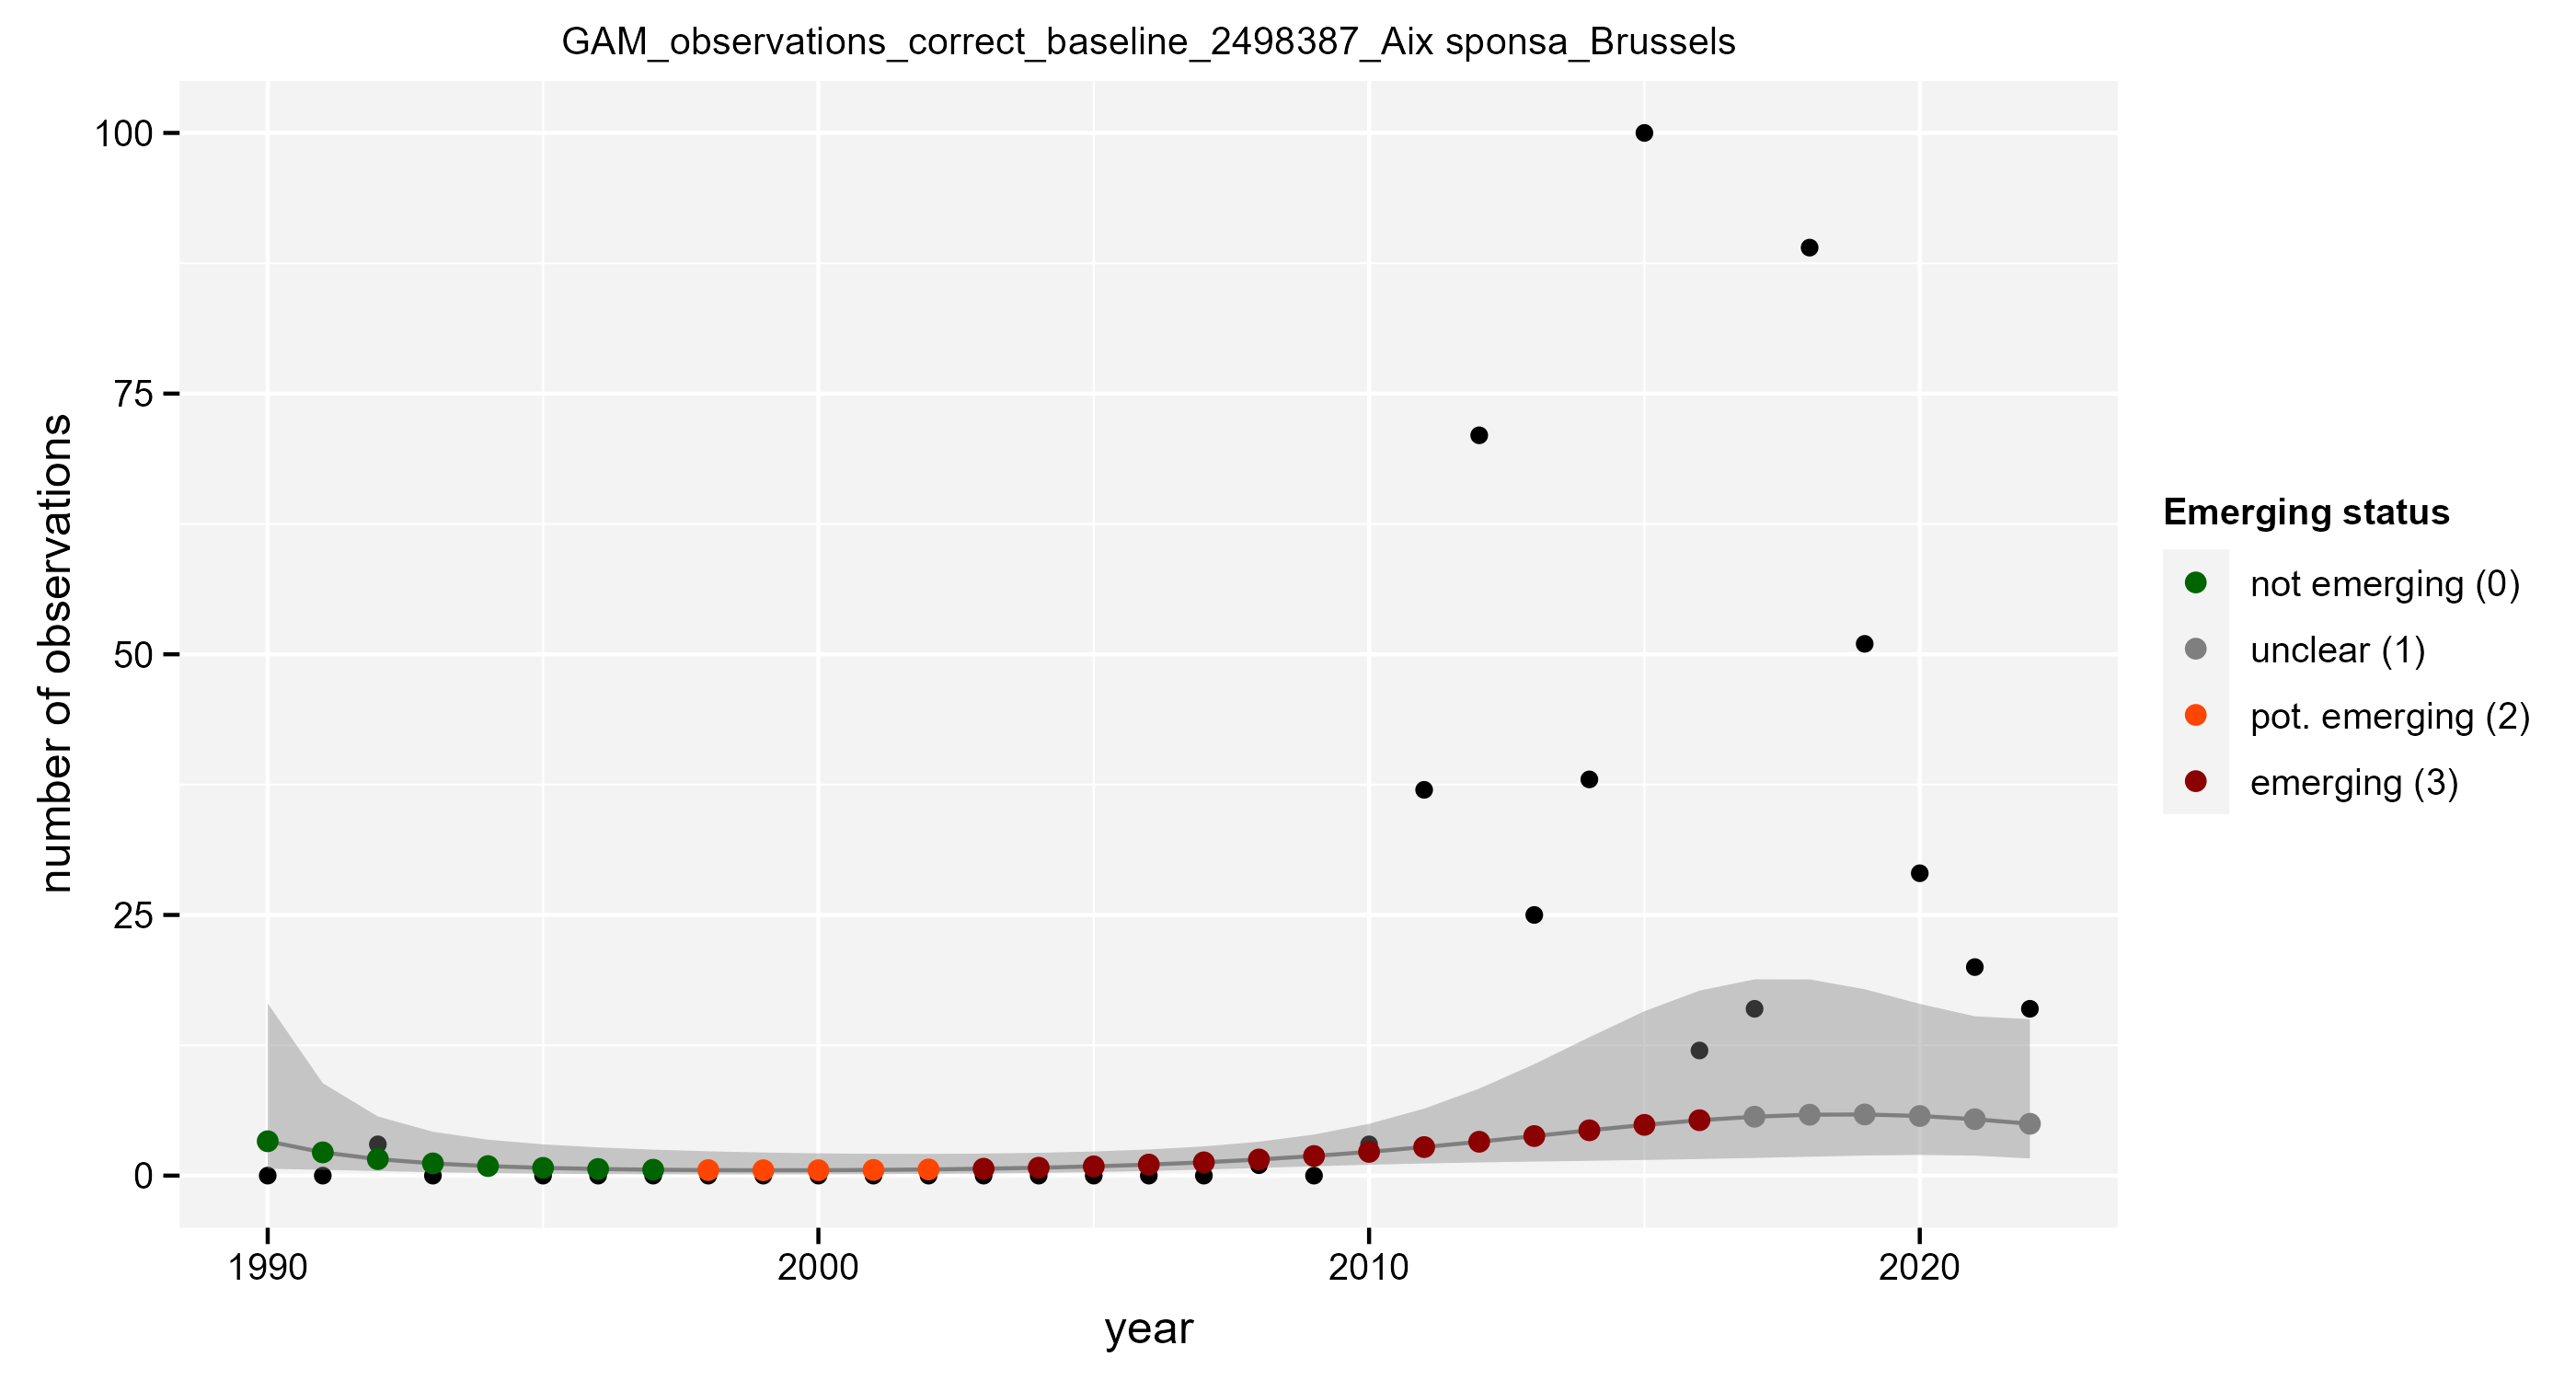 GAM_observations_correct_baseline_2498387_Aix sponsa_Brussels
number of observations
100
75
50
25
0
1990
2000
2010
2020
year
Emerging status
not emerging (0)
unclear (1)
pot. emerging (2)
emerging (3)